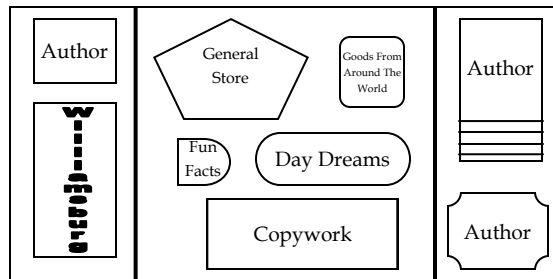 Author
Williamsburg
General
Store
Goods From
Around The
World
Fun
Facts
Day Dreams
Copywork
Author
Author